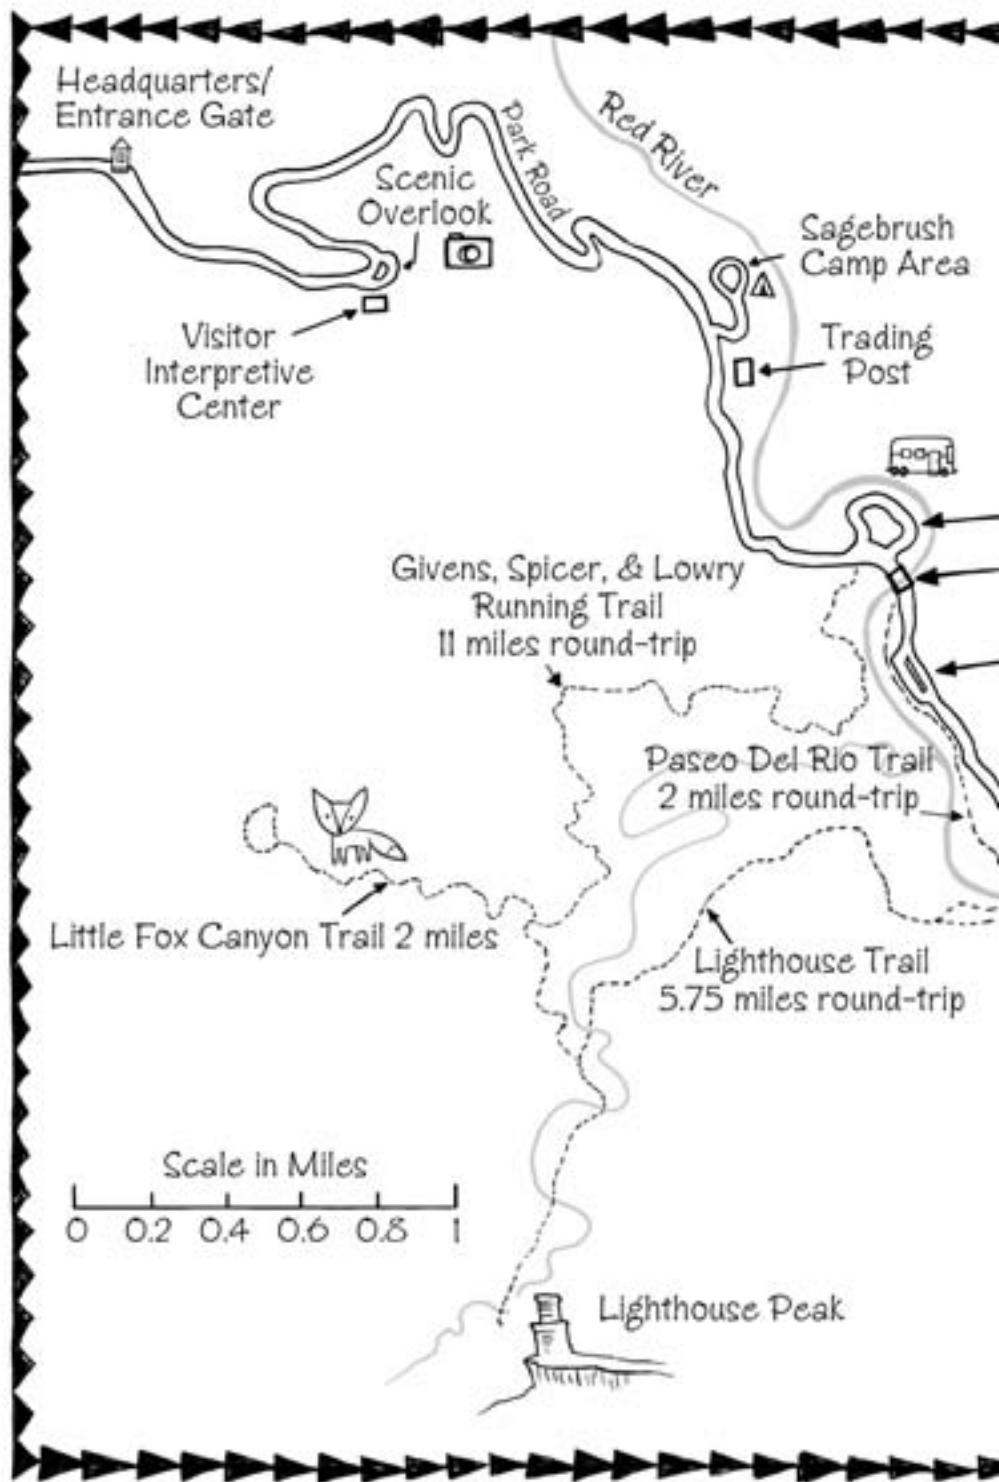 Headquarters/
Entrance Gate
Park Road
Red River
Scenic
Overlook
Sagebrush
Camp Area
Visitor
Interpretive
Center
Trading
Post
Givens, Spicer, & Lowry
Running Trail
11 miles round-trip
Paseo Del Rio Trail
2 miles round-trip
Little Fox Canyon Trail 2 miles
Lighthouse Trail
5.75 miles round-trip
Scale in Miles
0 0.2 0.4 0.6 0.8 1
Lighthouse Peak